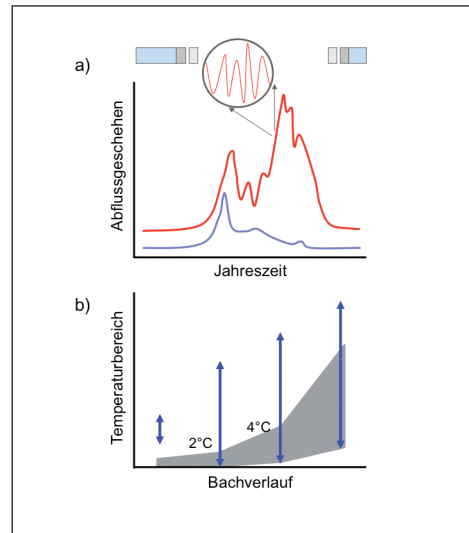 a)
Abflussgeschehen
Jahreszeit
b)
Temperaturbereich
2°C
4°C
Bachverlauf